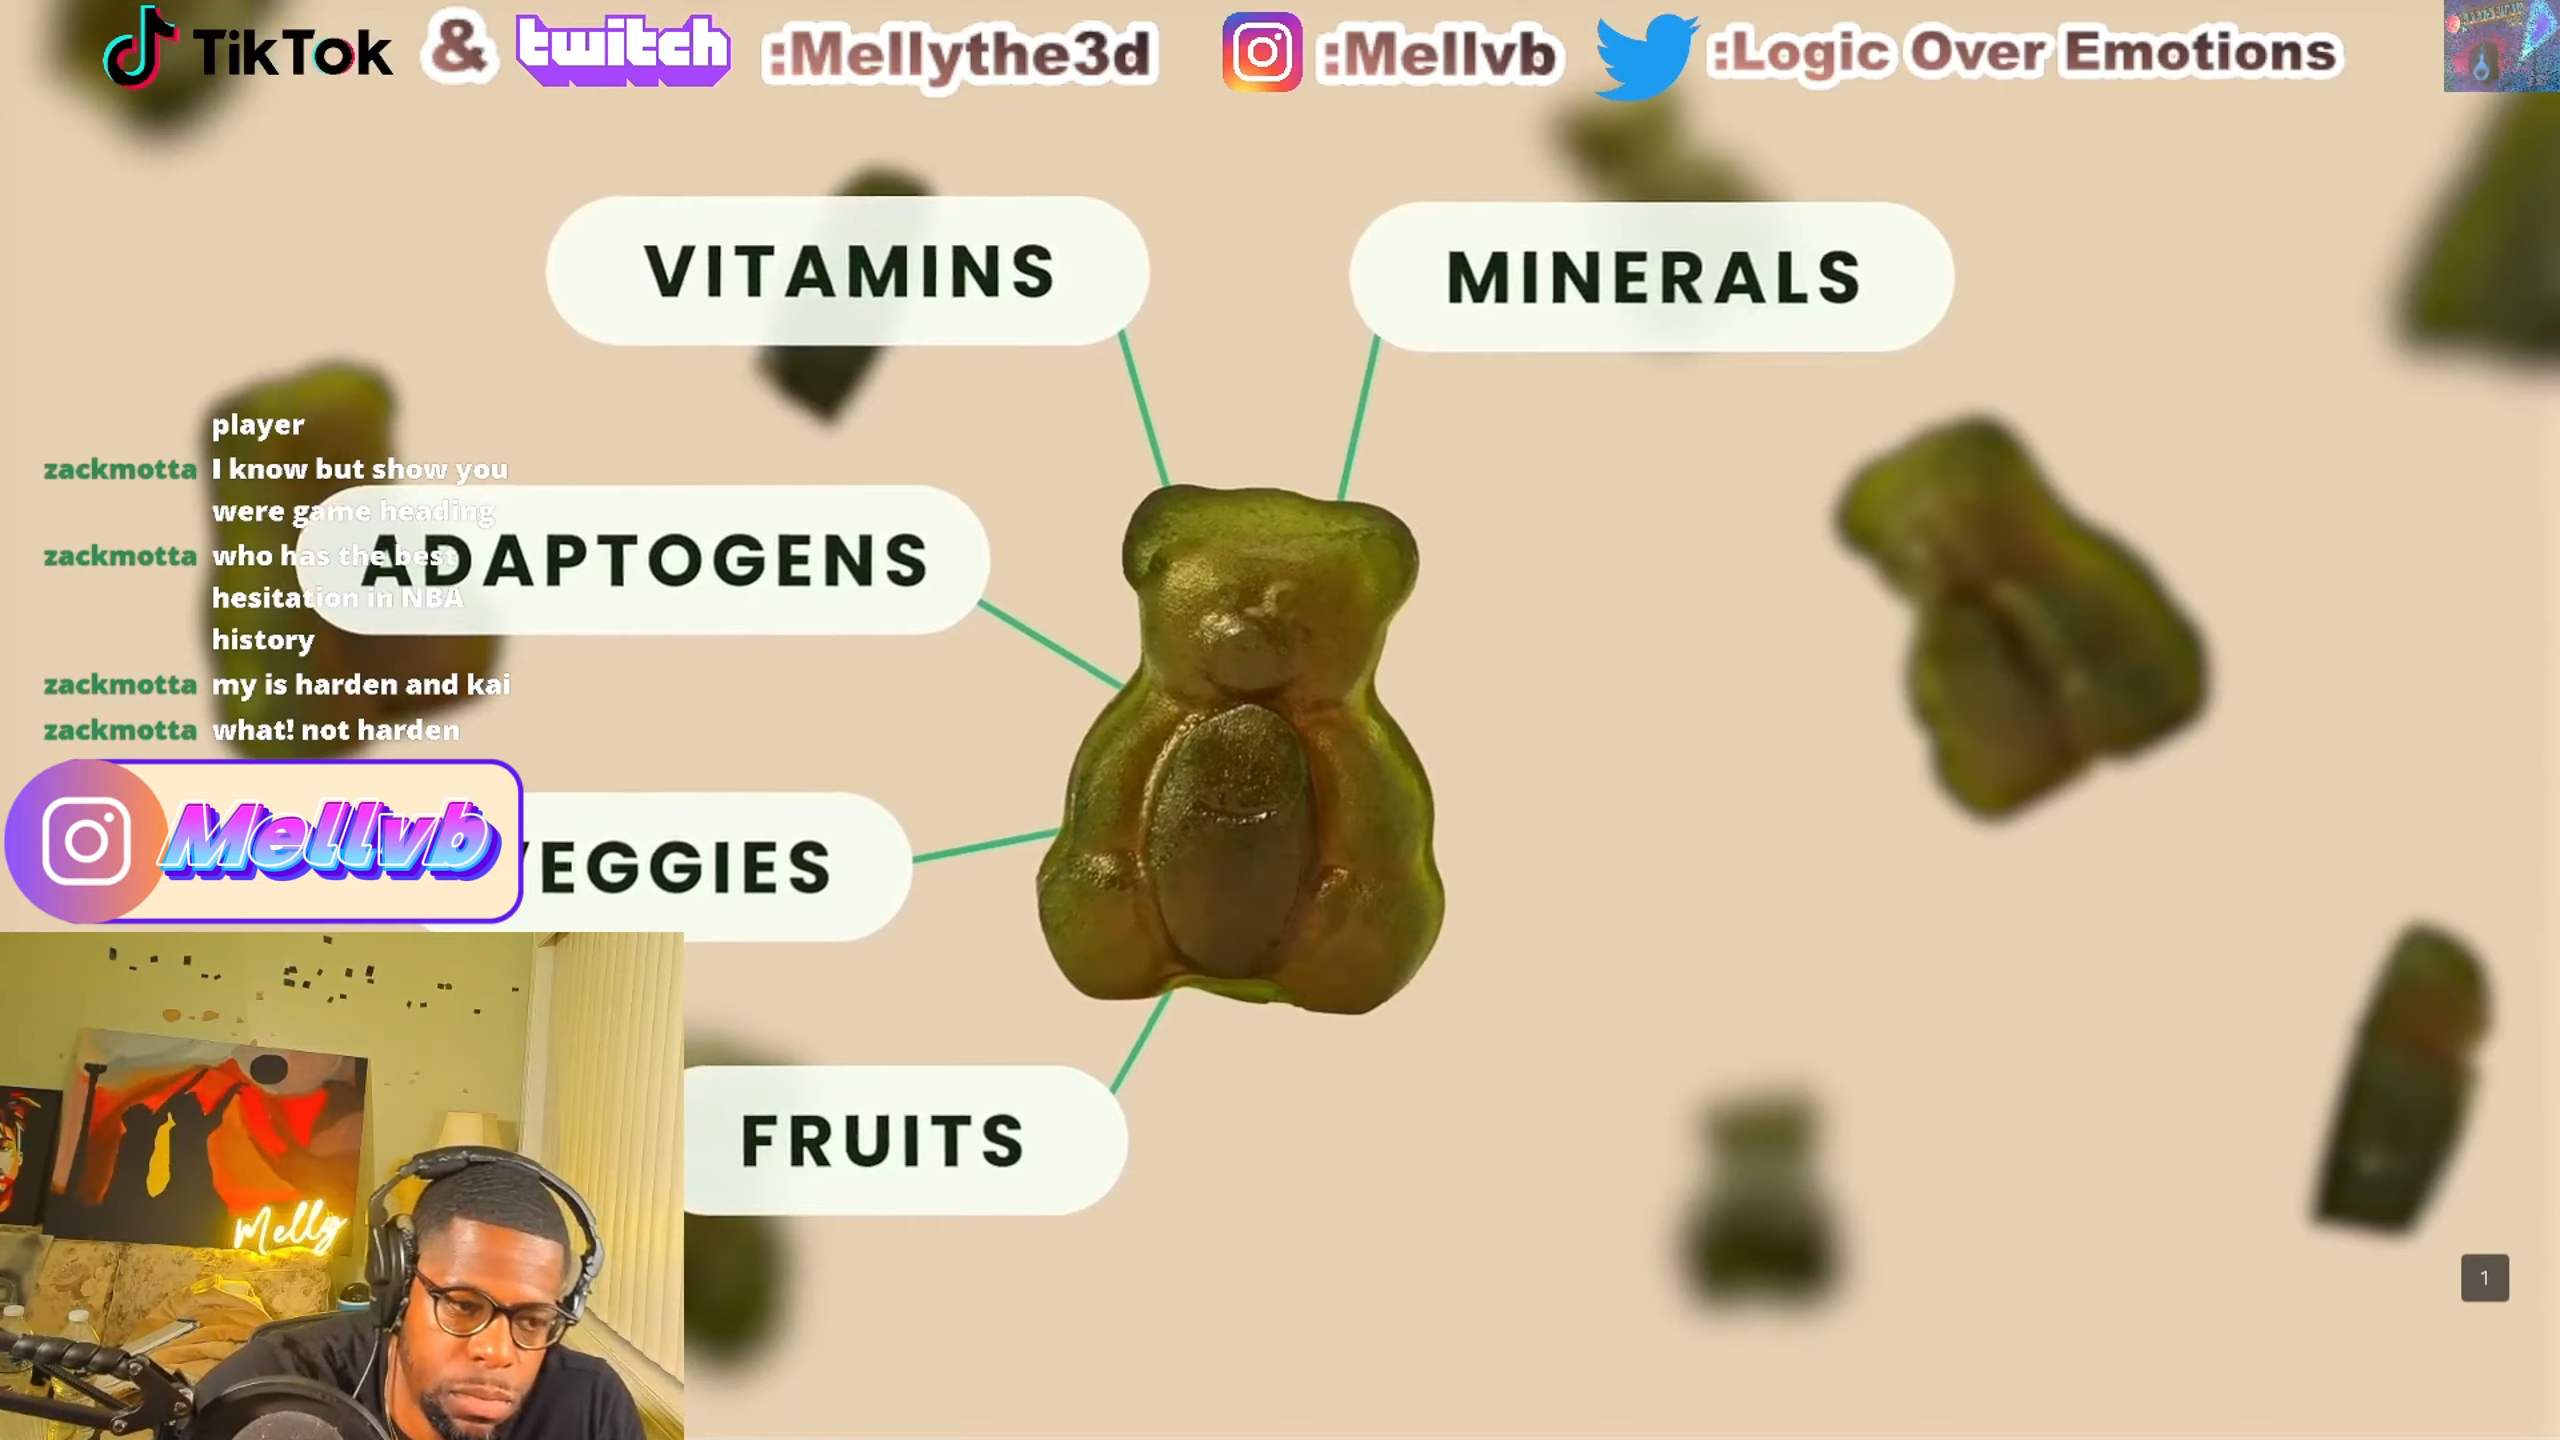 TikTok & twitch :Mellythe3d :Mellvb :Logic Over Emotions
VITAMINS
MINERALS
player
zackmotta I know but show you
were game heading
zackmotta who has the best
hesitation in NBA
history
zackmotta my is harden and kai
zackmotta what! not harden
ADAPTOGENS
Mellvb
EGGIES
FRUITS
Melly
1